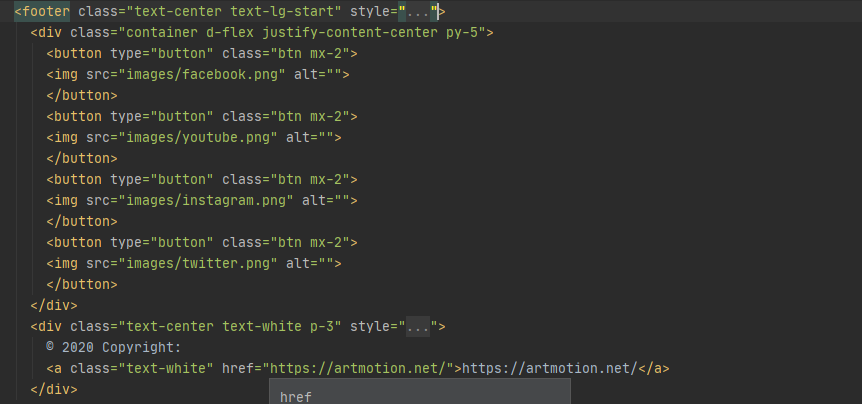 <footer class="text-center text-lg-start" style="...">
<div class="container d-flex justify-content-center py-5">
<button type="button" class="btn mx-2">
<img src="images/facebook.png" alt="">
</button>
<button type="button" class="btn mx-2">
<img src="images/youtube.png" alt="">
</button>
<button type="button" class="btn mx-2">
<img src="images/instagram.png" alt="">
</button>
<button type="button" class="btn mx-2">
<img src="images/twitter.png" alt="">
</button>
</div>
<div class="text-center text-white p-3" style="...">
© 2020 Copyright:
<a class="text-white" href="https://artmotion.net/">https://artmotion.net/</a>
</div>
href